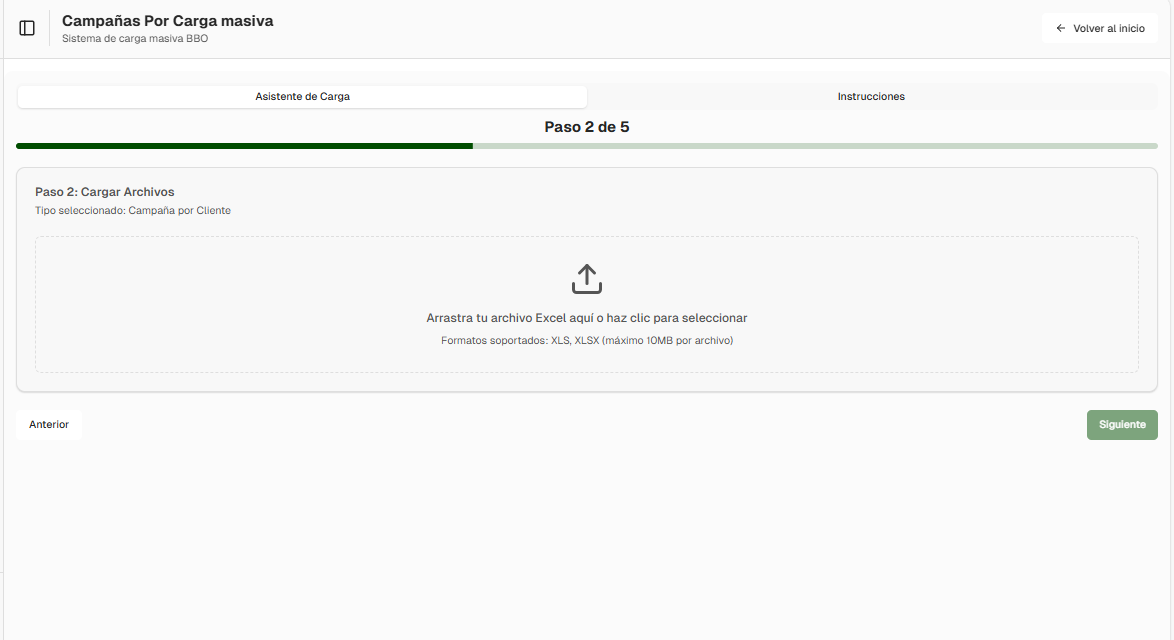 Campañas Por Carga masiva
Sistema de carga masiva BBO
Volver al inicio
Asistente de Carga
Instrucciones
Paso 2 de 5
Paso 2: Cargar Archivos
Tipo seleccionado: Campaña por Cliente
Arrastra tu archivo Excel aquí o haz clic para seleccionar
Formatos soportados: XLS, XLSX (máximo 10MB por archivo)
Anterior
Siguiente